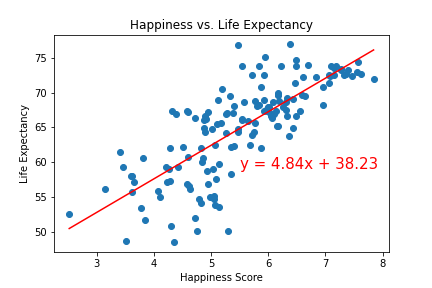 Happiness vs. Life Expectancy
75
70
65
60
55
50
Life Expectancy
y = 4.84x + 38.23
3 4 5 6 7 8
Happiness Score